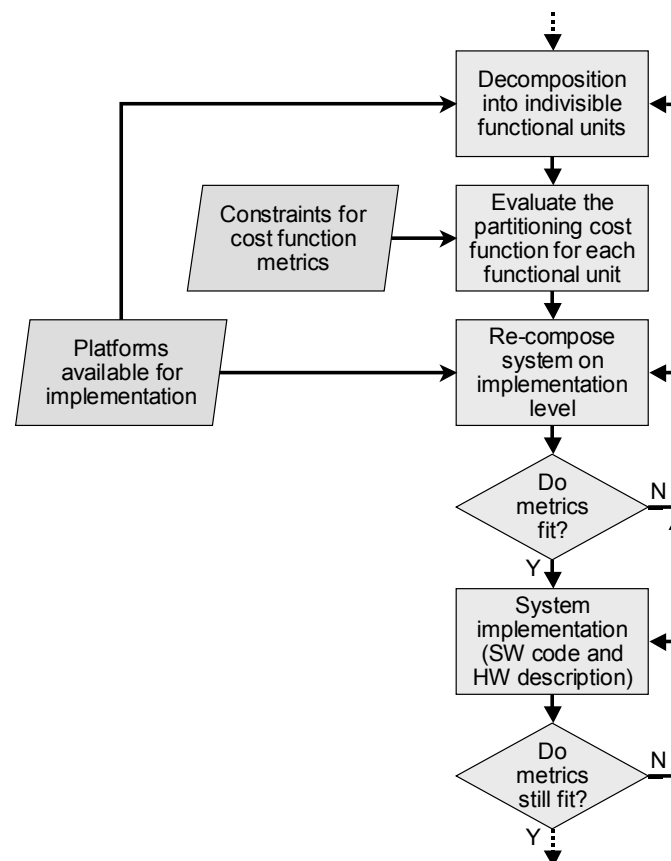 Decomposition
into indivisible
functional units
Constraints for
cost function
metrics
Evaluate the
partitioning cost
function for each
functional unit
Platforms
available for
implementation
Re-compose
system on
implementation
level
Do
metrics
fit?
N
Y
System
implementation
(SW code and
HW description)
Do
metrics
still fit?
N
Y